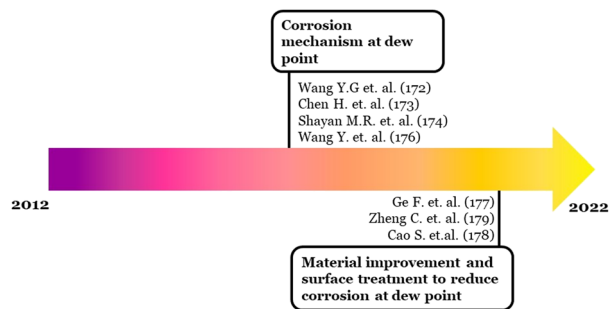 Corrosion
mechanism at dew
point
Wang Y.G et. al. (172)
Chen H. et. al. (173)
Shayan M.R. et. al. (174)
Wang Y. et. al. (176)
2012
2022
Ge F. et. al. (177)
Zheng C. et. al. (179)
Cao S. et.al. (178)
Material improvement and
surface treatment to reduce
corrosion at dew point